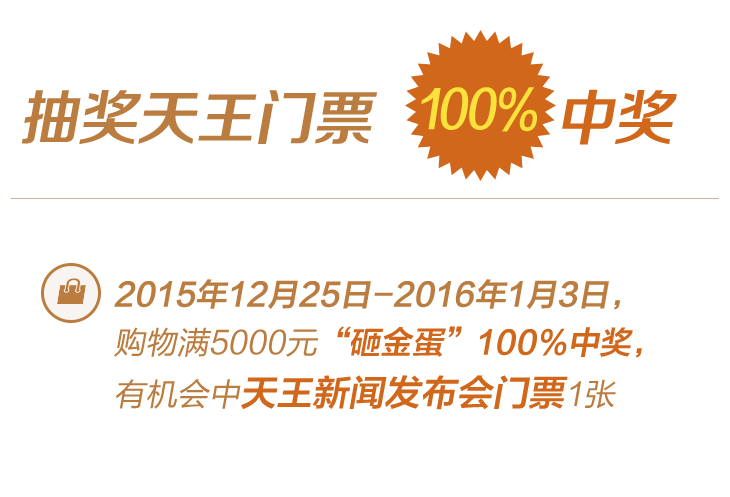 抽奖天王门票 100% 中奖
2015年12月25日-2016年1月3日，
购物满5000元“砸金蛋”100%中奖，
有机会中天王新闻发布会门票1张